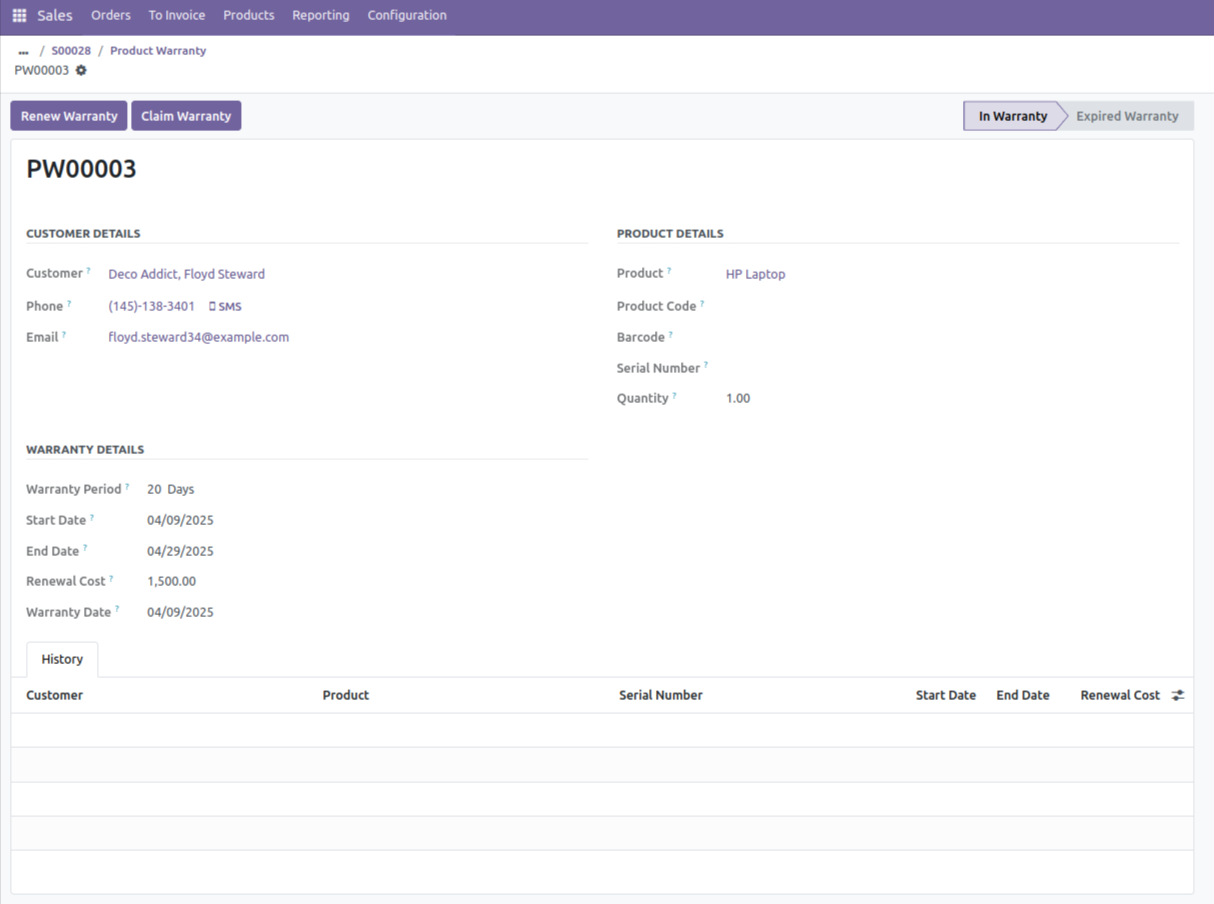 Sales Orders To Invoice Products Reporting Configuration
... / S00028 / Product Warranty
PW00003
Renew Warranty Claim Warranty In Warranty Expired Warranty
PW00003
CUSTOMER DETAILS
Customer ? Deco Addict, Floyd Steward
Phone ? (145)-138-3401 SMS
Email ? floyd.steward34@example.com
PRODUCT DETAILS
Product ? HP Laptop
Product Code ?
Barcode ?
Serial Number ?
Quantity ? 1.00
WARRANTY DETAILS
Warranty Period ? 20 Days
Start Date ? 04/09/2025
End Date ? 04/29/2025
Renewal Cost ? 1,500.00
Warranty Date ? 04/09/2025
History
Customer Product Serial Number Start Date End Date Renewal Cost